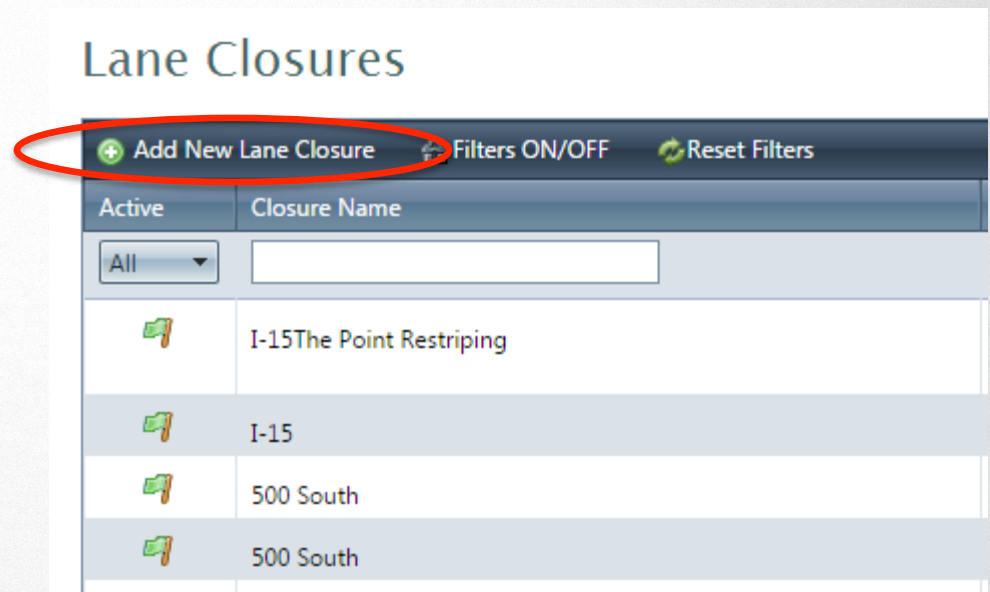 Lane Closures
Add New Lane Closure Filters ON/OFF Reset Filters
Active Closure Name
All
I-15The Point Restriping
I-15
500 South
500 South